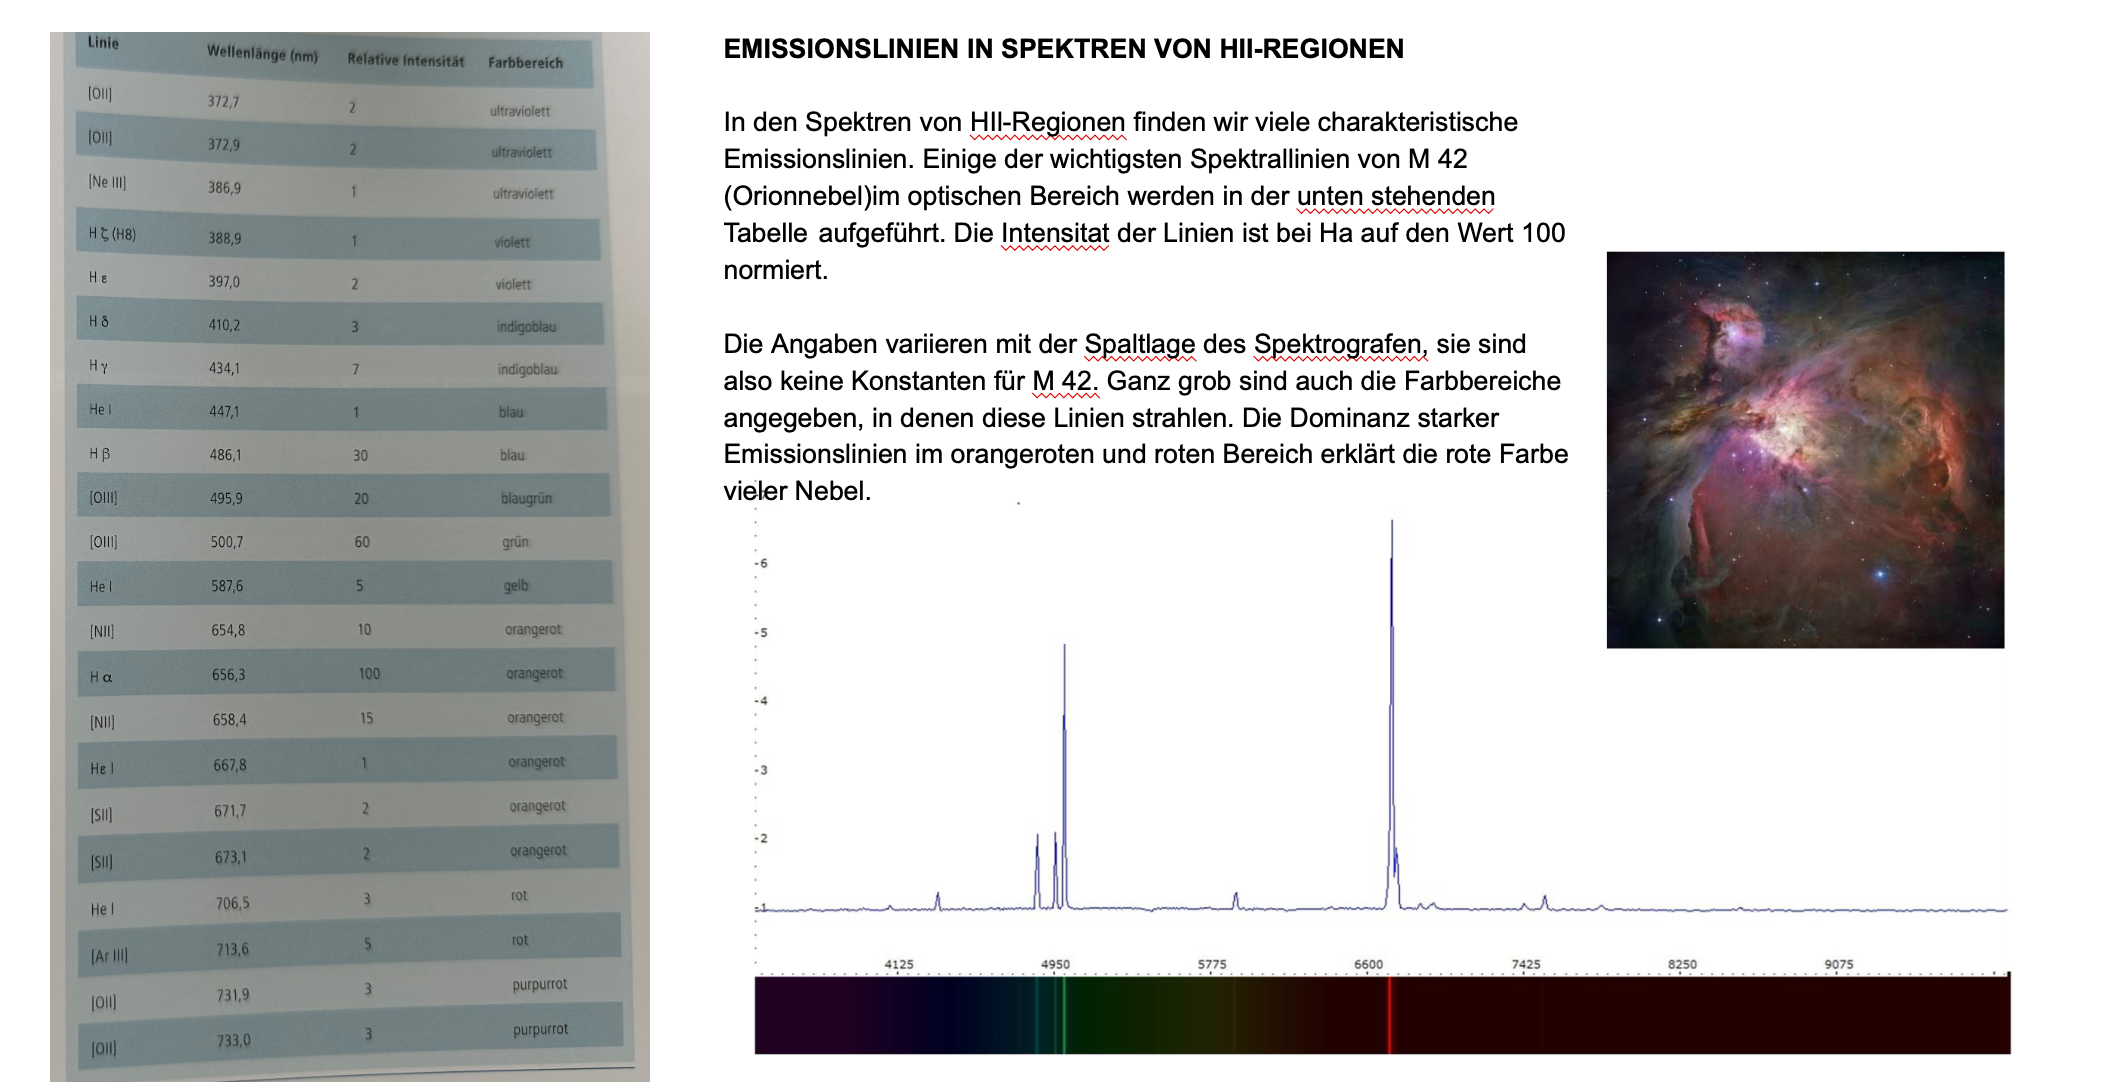 Linie Wellenlänge (nm) Relative Intensität Farbbereich
[OII] 372,7 2 ultraviolett
[OII] 372,9 2 ultraviolett
[Ne III] 386,9 1 ultraviolett
H ζ (H8) 388,9 1 violett
H ε 397,0 2 violett
H δ 410,2 3 indigoblau
H γ 434,1 7 indigoblau
He I 447,1 1 blau
H β 486,1 30 blau
[OIII] 495,9 20 blaugrün
[OIII] 500,7 60 grün
He I 587,6 5 gelb
[NII] 654,8 10 orangerot
H α 656,3 100 orangerot
[NII] 658,4 15 orangerot
Hε I 667,8 1 orangerot
[SII] 671,7 2 orangerot
[SII] 673,1 2 orangerot
He I 706,5 3 rot
[Ar III] 713,6 5 rot
[OII] 731,9 3 purpurrot
[OII] 733,0 3 purpurrot
EMISSIONSLINIEN IN SPEKTREN VON HII-REGIONEN
In den Spektren von HII-Regionen finden wir viele charakteristische
Emissionslinien. Einige der wichtigsten Spektrallinien von M 42
(Orionnebel)im optischen Bereich werden in der unten stehenden
Tabelle aufgeführt. Die Intensitat der Linien ist bei Ha auf den Wert 100
normiert.
Die Angaben variieren mit der Spaltlage des Spektrografen, sie sind
also keine Konstanten für M 42. Ganz grob sind auch die Farbbereiche
angegeben, in denen diese Linien strahlen. Die Dominanz starker
Emissionslinien im orangeroten und roten Bereich erklärt die rote Farbe
vieler Nebel.
-6
-5
-4
-3
-2
-1
4125 4950 5775 6600 7425 8250 9075